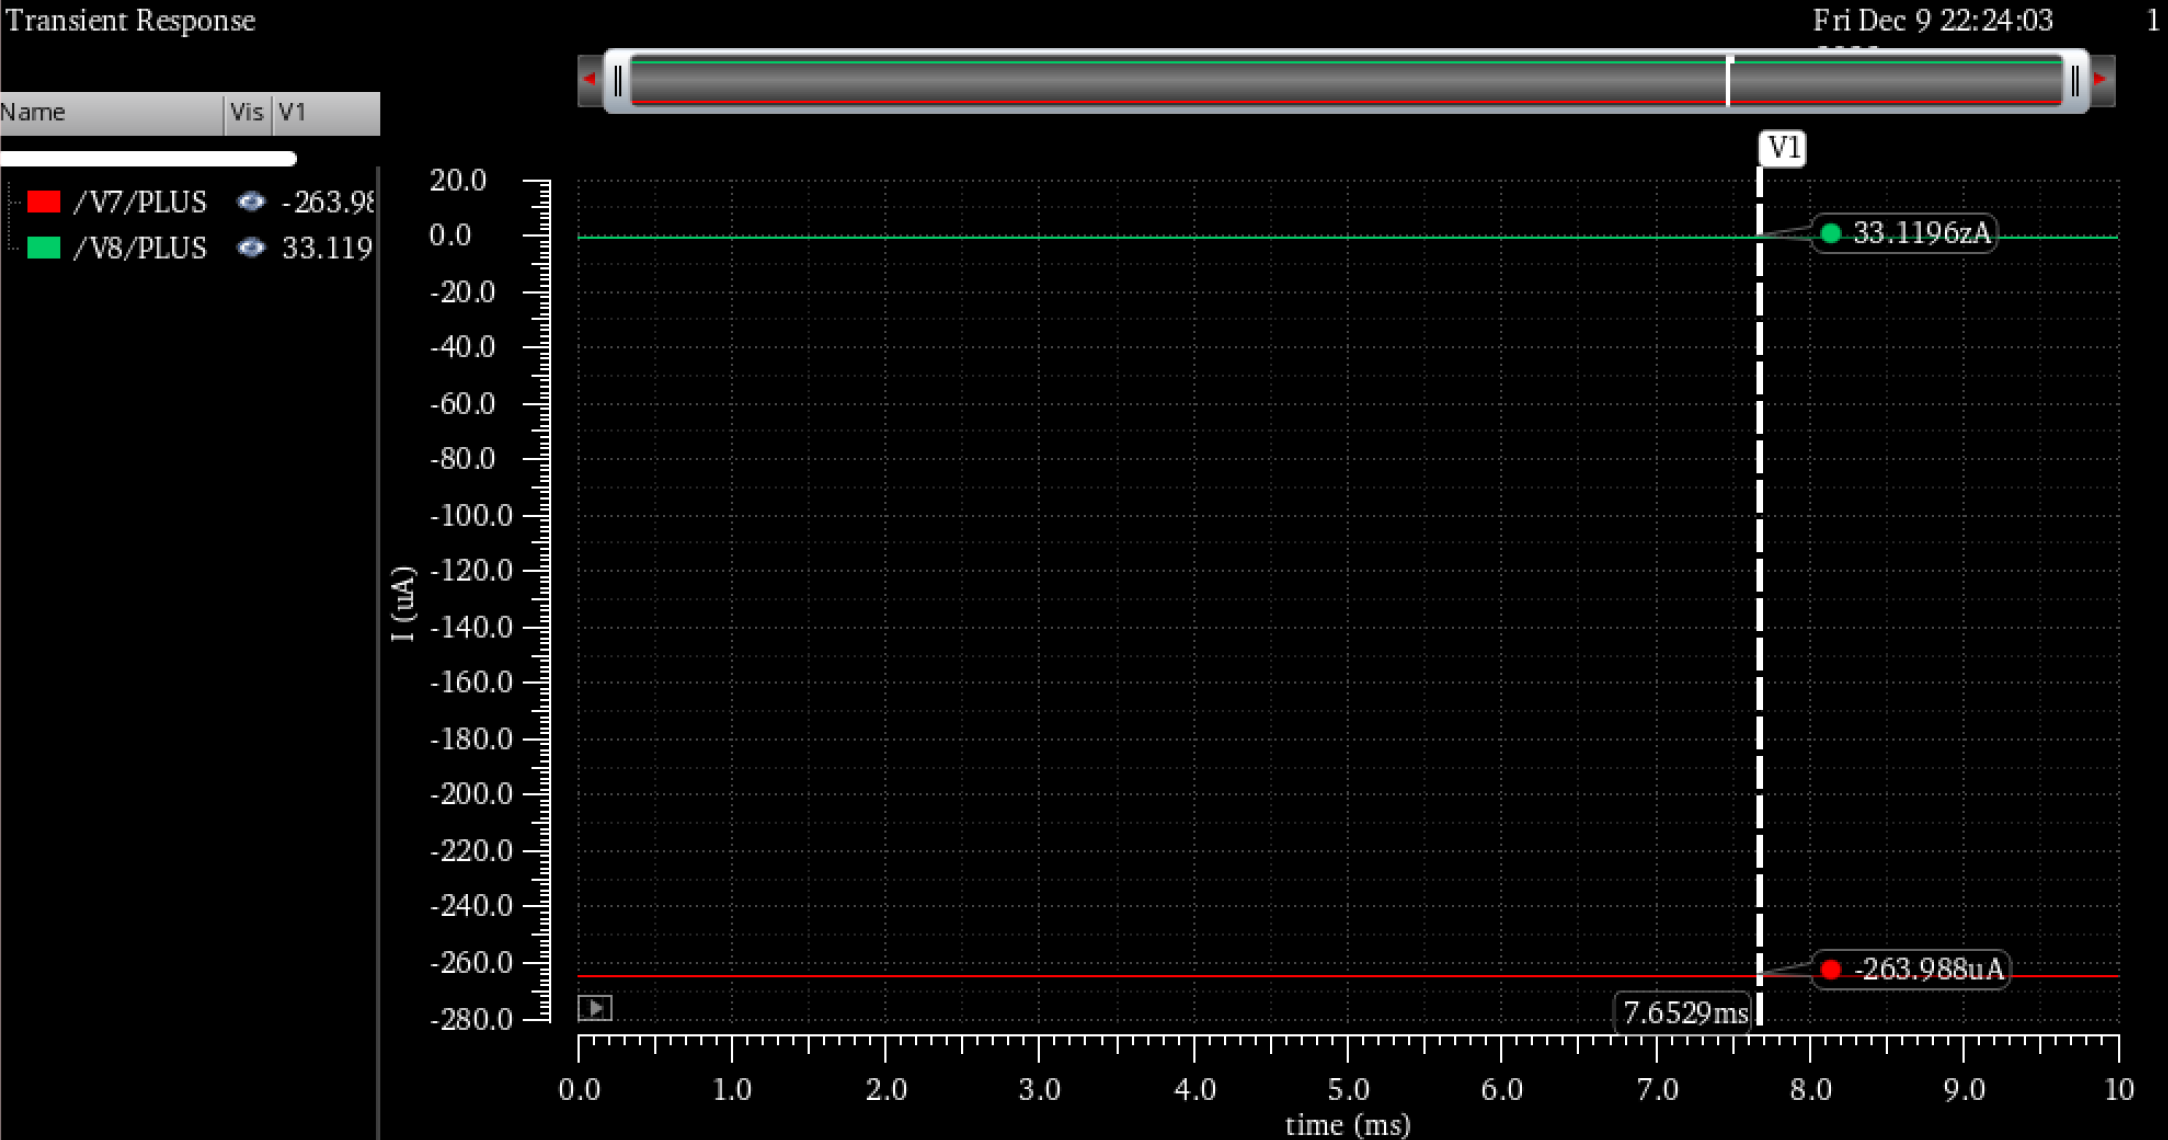 Transient Response
Fri Dec 9 22:24:03 1
Name Vis V1
/V7/PLUS -263.98
/V8/PLUS 33.119
V1
20.0
0.0
-20.0
-40.0
-60.0
-80.0
-100.0
-120.0
-140.0
-160.0
-180.0
-200.0
-220.0
-240.0
-260.0
-280.0
I (uA)
33.1196zA
-263.988uA
7.6529ms
0.0 1.0 2.0 3.0 4.0 5.0 6.0 7.0 8.0 9.0 10
time (ms)